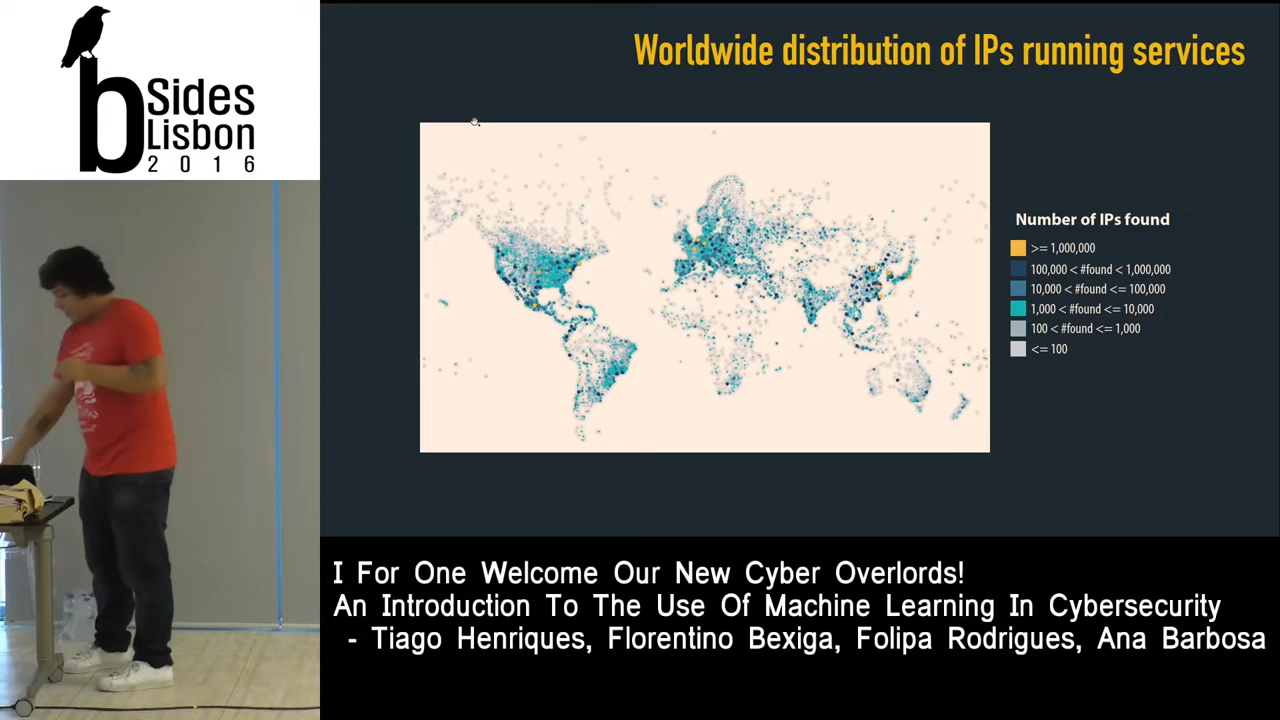 b Sides
Lisbon
2016
Worldwide distribution of IPs running services
Number of IPs found
>= 1,000,000
100,000 < #found < 1,000,000
10,000 < #found <= 100,000
1,000 < #found <= 10,000
100 < #found <= 1,000
<= 100
I For One Welcome Our New Cyber Overlords!
An Introduction To The Use Of Machine Learning In Cybersecurity
- Tiago Henriques, Florentino Bexiga, Folipa Rodrigues, Ana Barbosa